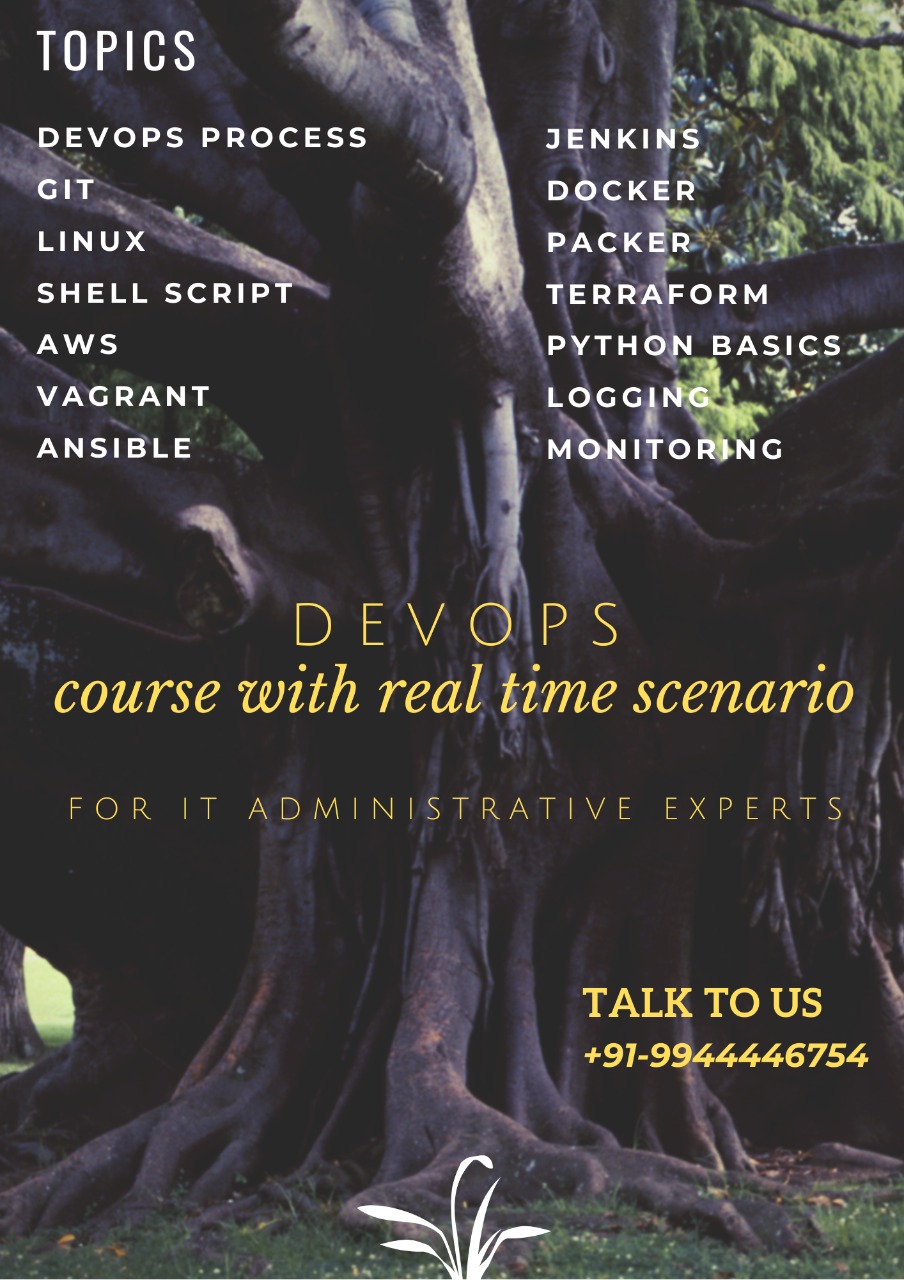 TOPICS
DEVOPS PROCESS
GIT
LINUX
SHELL SCRIPT
AWS
VAGRANT
ANSIBLE
JENKINS
DOCKER
PACKER
TERRAFORM
PYTHON BASICS
LOGGING
MONITORING
DEVOPS
course with real time scenario
FOR IT ADMINISTRATIVE EXPERTS
TALK TO US
+91-9944446754